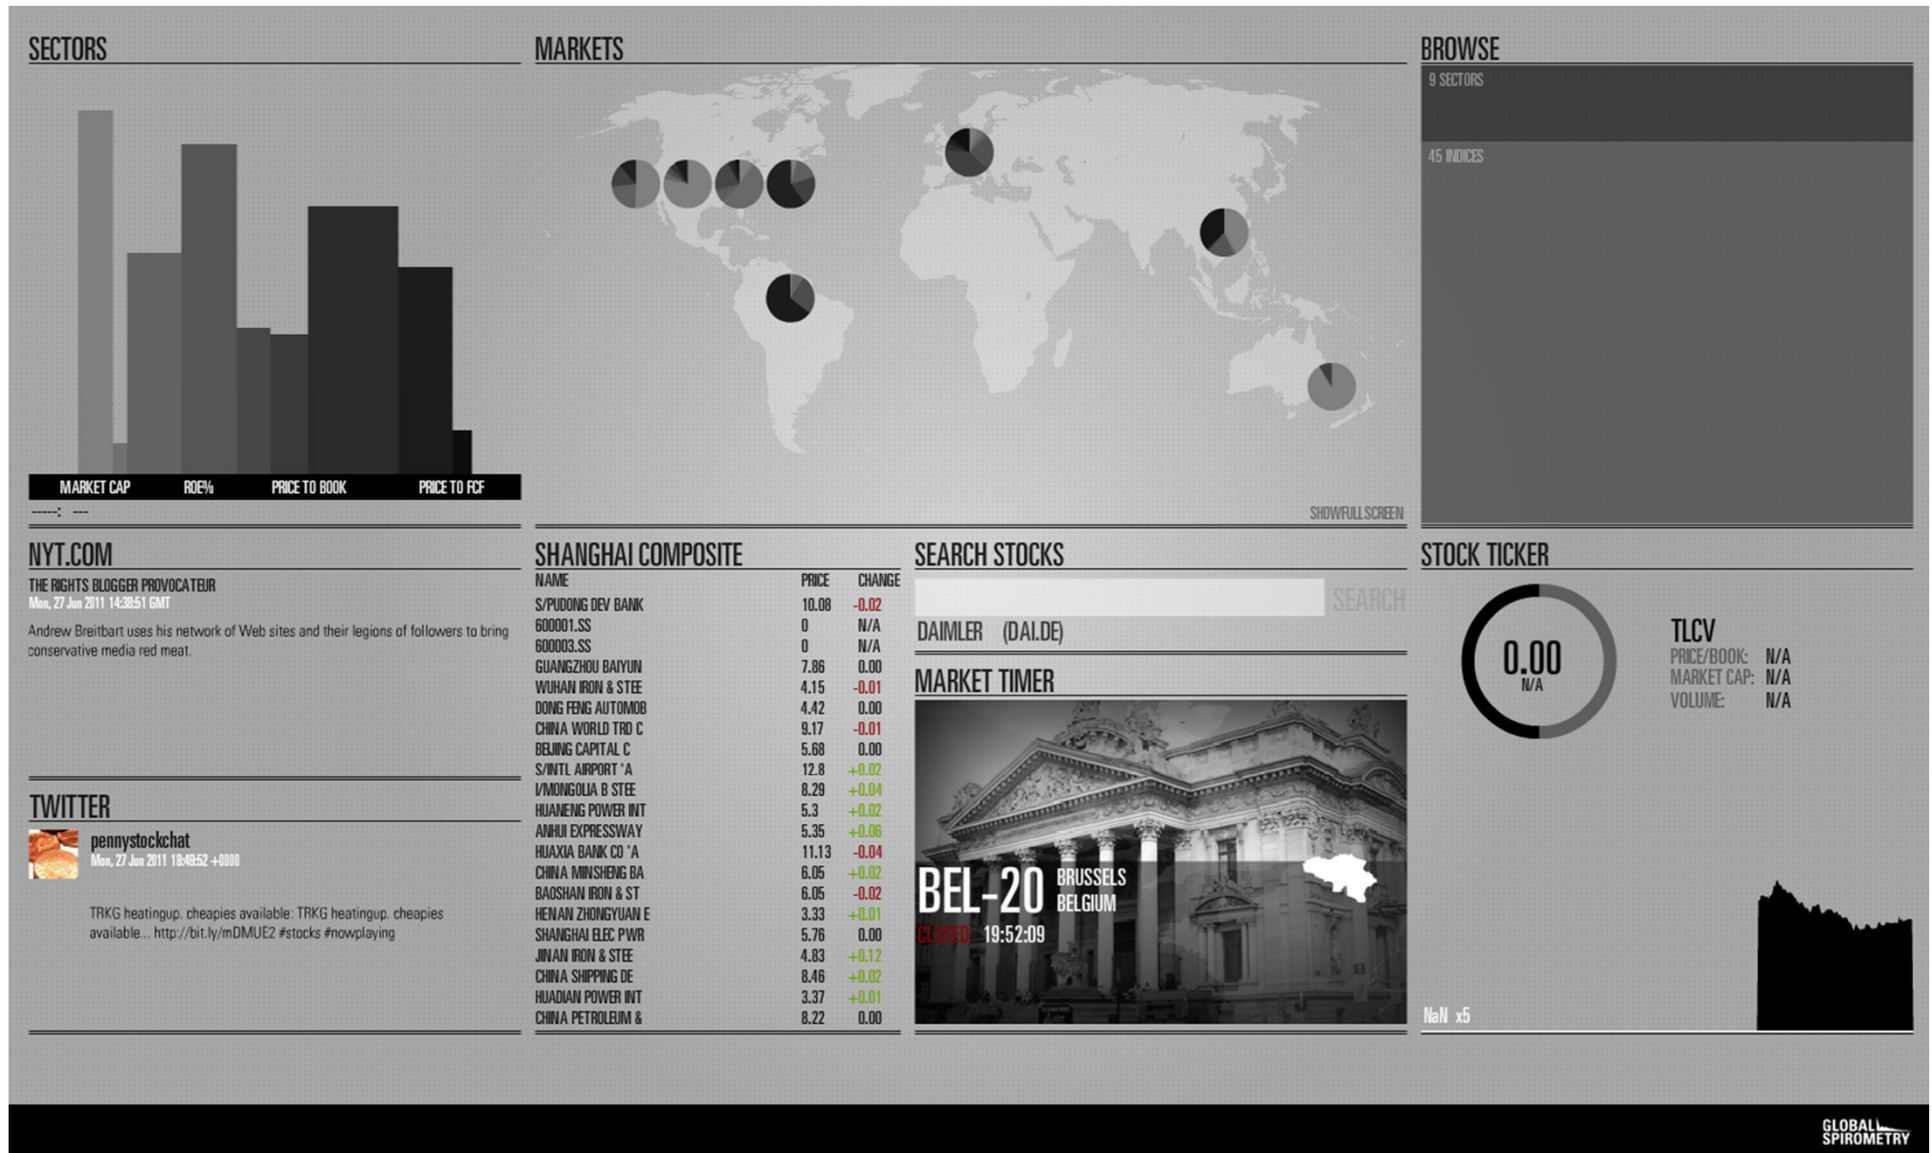 SECTORS
MARKET CAP ROE% PRICE TO BOOK PRICE TO FCF
-----: ---
MARKETS
SHOWFULLSCREEN
BROWSE
9 SECTORS
45 INDICES
NYT.COM
THE RIGHTS BLOGGER PROVOCATEUR
Mon, 27 Jun 2011 14:38:51 GMT
Andrew Breitbart uses his network of Web sites and their legions of followers to bring
conservative media red meat.
TWITTER
pennystockchat
Mon, 27 Jun 2011 18:49:52 +0000
TRKG heatingup. cheapies available: TRKG heatingup. cheapies
available... http://bit.ly/mDMUE2 #stocks #nowplaying
SHANGHAI COMPOSITE
NAME PRICE CHANGE
S/PUDONG DEV BANK 10.08 -0.02
600001.SS 0 N/A
600003.SS 0 N/A
GUANGZHOU BAIYUN 7.86 0.00
WUHAN IRON & STEE 4.15 -0.01
DONG FENG AUTOMOB 4.42 0.00
CHINA WORLD TRD C 9.17 -0.01
BEIJING CAPITAL C 5.68 0.00
S/INTL AIRPORT 'A 12.8 +0.02
I/MONGOLIA B STEE 8.29 +0.04
HUANENG POWER INT 5.3 +0.02
ANHUI EXPRESSWAY 5.35 +0.06
HUAXIA BANK CO 'A 11.13 -0.04
CHINA MINSHENG BA 6.05 +0.02
BAOSHAN IRON & ST 6.05 -0.02
HENAN ZHONGYUAN E 3.33 +0.01
SHANGHAI ELEC PWR 5.76 0.00
JINAN IRON & STEE 4.83 +0.12
CHINA SHIPPING DE 8.46 +0.02
HUADIAN POWER INT 3.37 +0.01
CHINA PETROLEUM & 8.22 0.00
SEARCH STOCKS
SEARCH
DAIMLER (DAI.DE)
MARKET TIMER
BEL-20
BRUSSELS
BELGIUM
CLOSED: 19:52:09
STOCK TICKER
0.00
N/A
TLCV
PRICE/BOOK: N/A
MARKET CAP: N/A
VOLUME: N/A
NaN x5
GLOBAL
SPIROMETRY